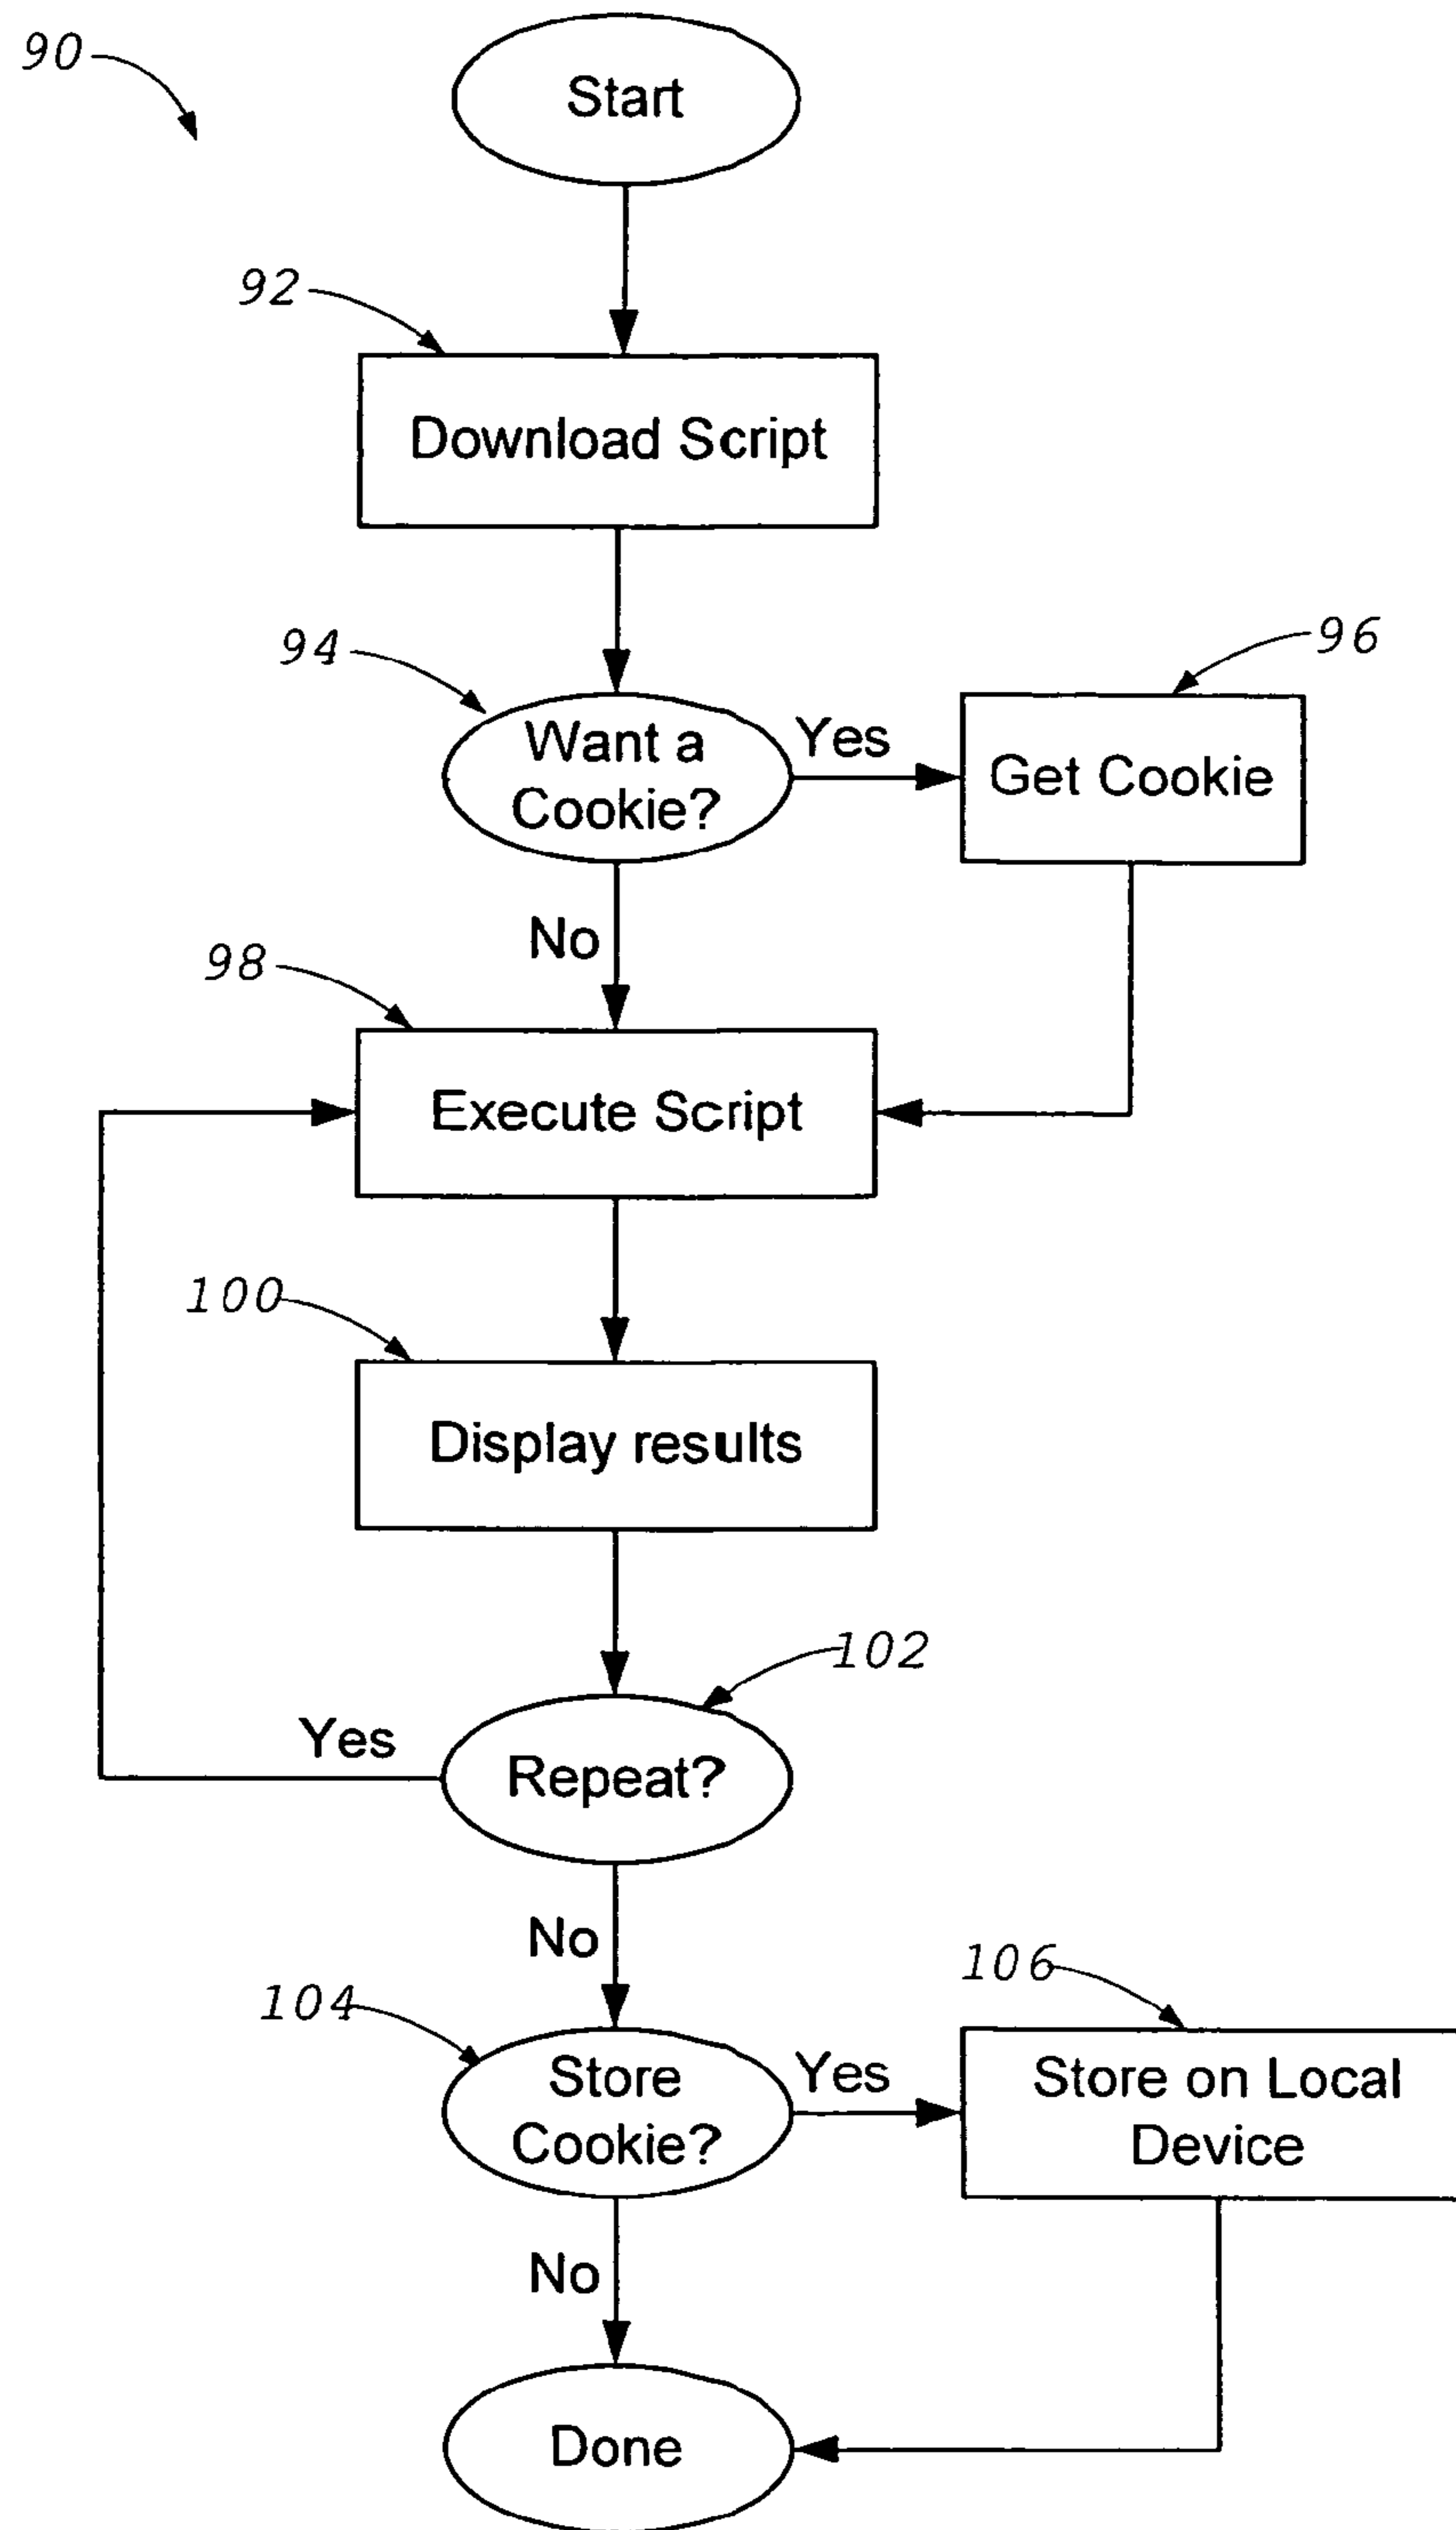 90
Start
92
Download Script
94
96
Want a
Cookie?
Yes
Get Cookie
No
98
Execute Script
100
Display results
102
Yes
Repeat?
No
104
106
Store
Cookie?
Yes
Store on Local
Device
No
Done